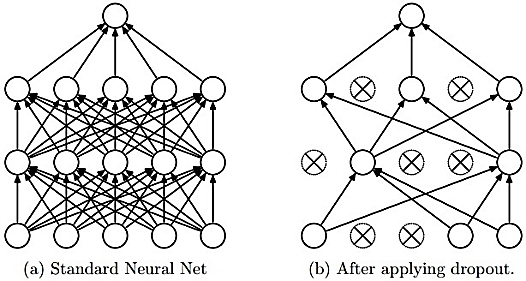 (a) Standard Neural Net
(b) After applying dropout.